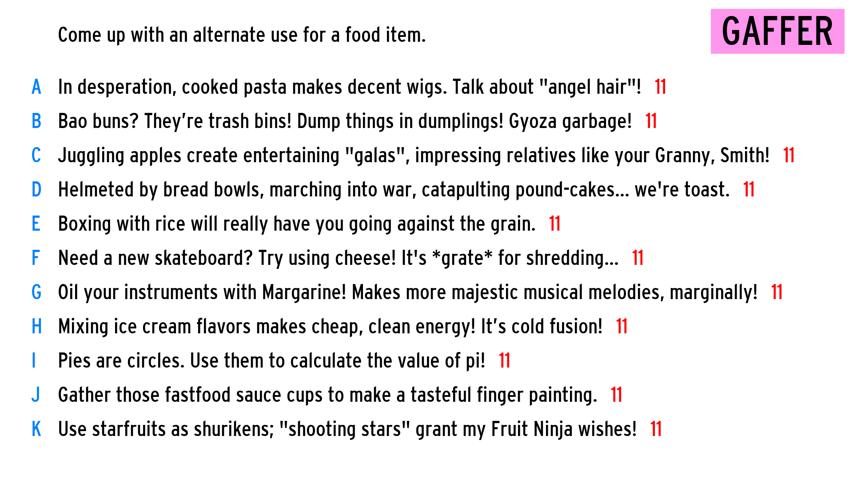 Come up with an alternate use for a food item.
GAFFER
A In desperation, cooked pasta makes decent wigs. Talk about "angel hair"! 11
B Bao buns? They’re trash bins! Dump things in dumplings! Gyoza garbage! 11
C Juggling apples create entertaining "galas", impressing relatives like your Granny, Smith! 11
D Helmeted by bread bowls, marching into war, catapulting pound-cakes... we're toast. 11
E Boxing with rice will really have you going against the grain. 11
F Need a new skateboard? Try using cheese! It's *grate* for shredding... 11
G Oil your instruments with Margarine! Makes more majestic musical melodies, marginally! 11
H Mixing ice cream flavors makes cheap, clean energy! It’s cold fusion! 11
I Pies are circles. Use them to calculate the value of pi! 11
J Gather those fastfood sauce cups to make a tasteful finger painting. 11
K Use starfruits as shurikens; "shooting stars" grant my Fruit Ninja wishes! 11